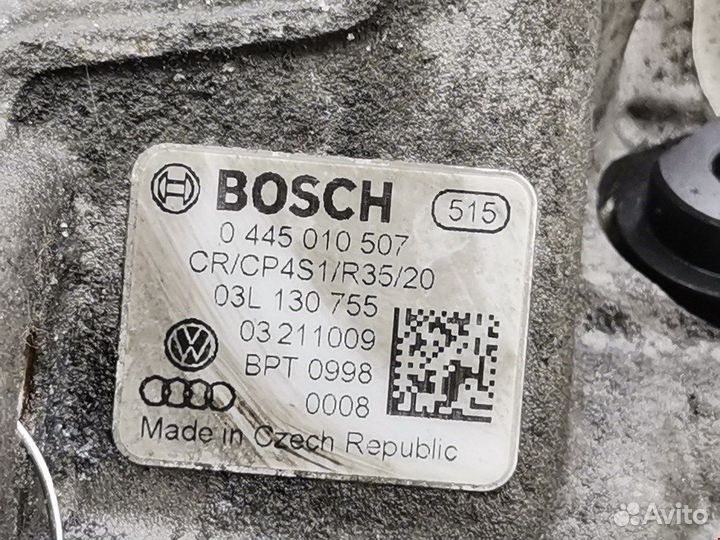 BOSCH 515
0 445 010 507
CR/CP4S1/R35/20
03L 130 755
03 211009
BPT 0998
0008
Made in Czech Republic
Avito